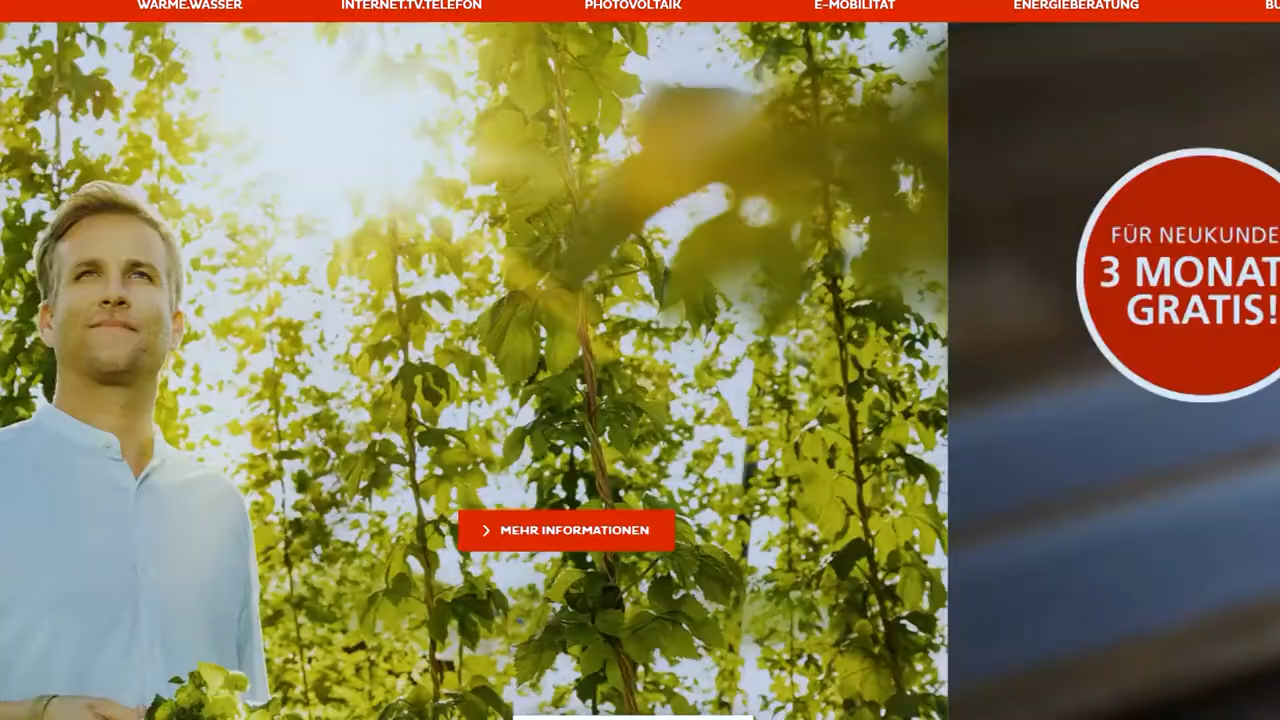 WÄRME.WASSER INTERNET.TV.TELEFON PHOTOVOLTAIK E-MOBILITÄT ENERGIEBERATUNG
FÜR NEUKUNDE
3 MONAT
GRATIS!
MEHR INFORMATIONEN